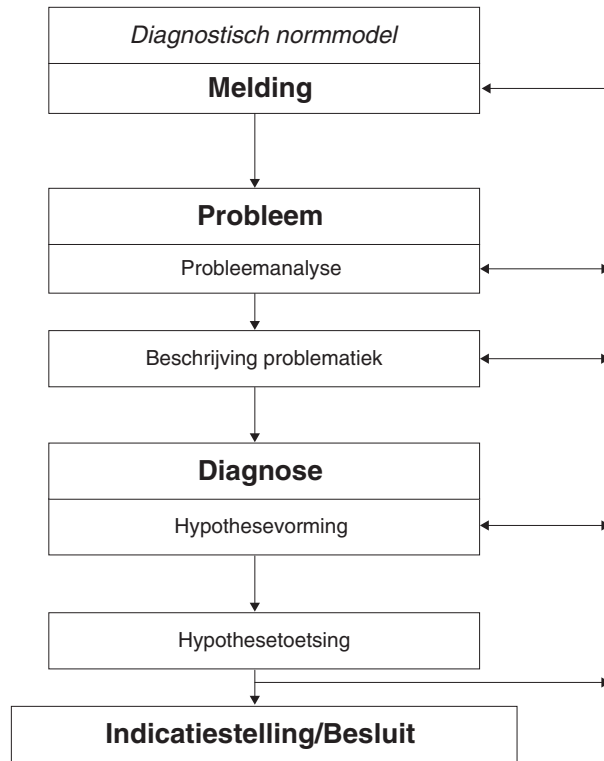 Diagnostisch normmodel
Melding
Probleem
Probleemanalyse
Beschrijving problematiek
Diagnose
Hypothesevorming
Hypothesetoetsing
Indicatiestelling/Besluit